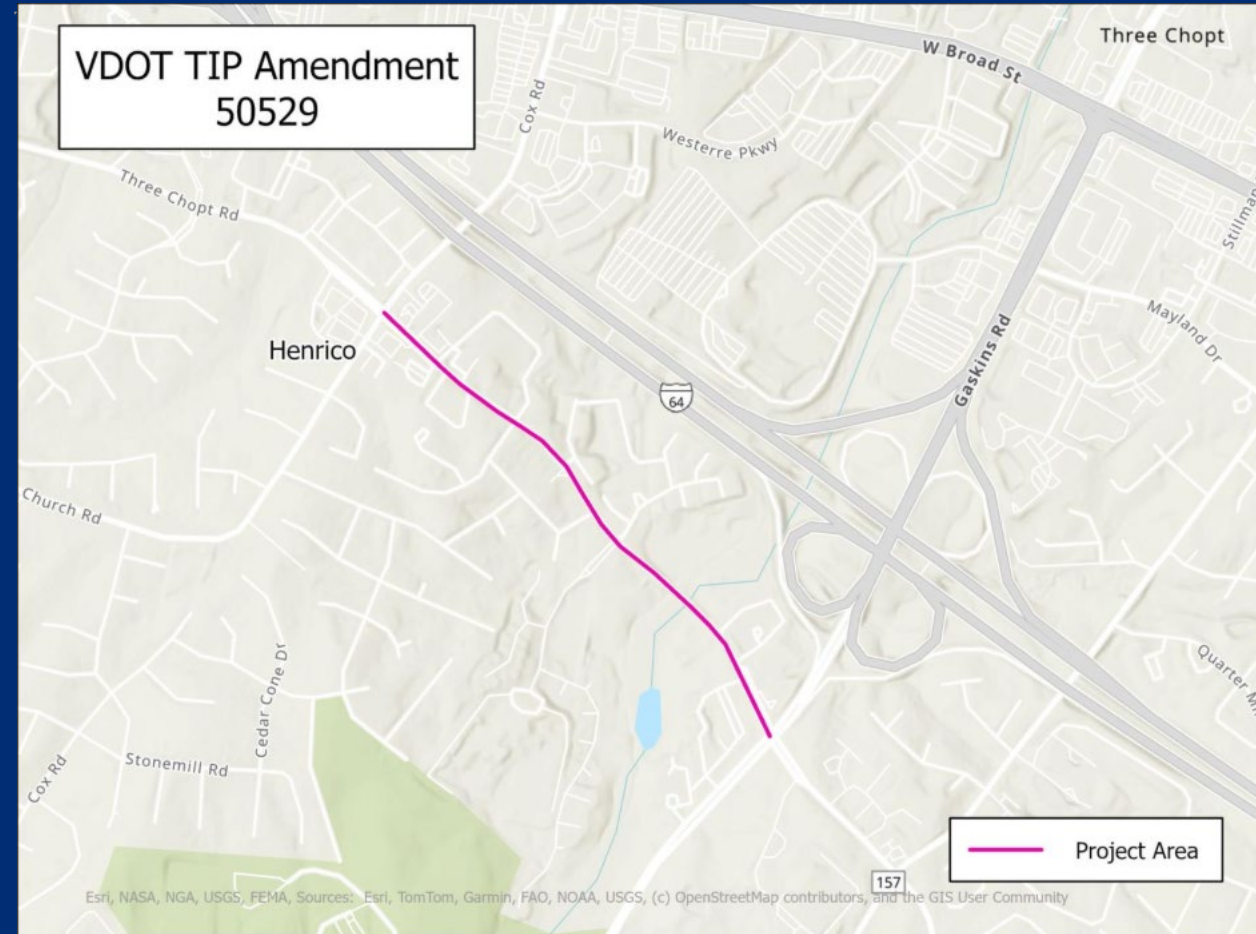 VDOT TIP Amendment
50529
Three Chopt
W Broad St
Cox Rd
Westerre Pkwy
Three Chopt Rd
Mayland Dr
Henrico
64
Gaskins Rd
Church Rd
Cedar Cone Dr
Stonemill Rd
Cox Rd
Project Area
157
Esri, NASA, NGA, USGS, FEMA, Sources: Esri, TomTom, Garmin, FAO, NOAA, USGS, (c) OpenStreetMap contributors, and the GIS User Community